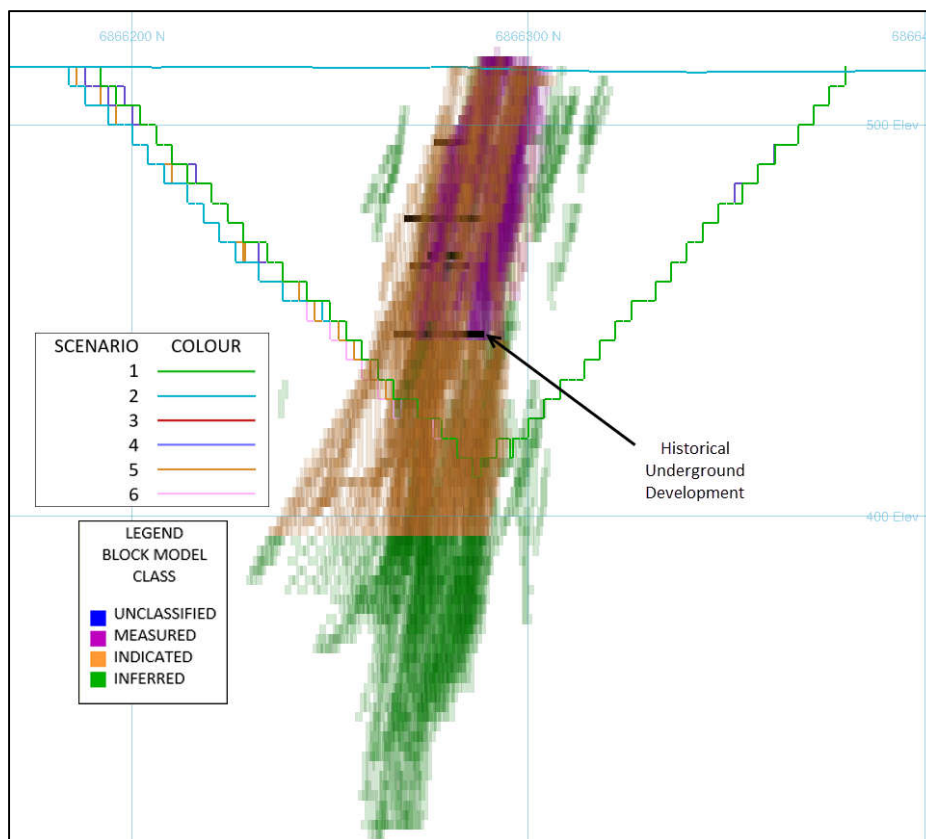 6866200 N
6866300 N
68664
500 Elev
SCENARIO COLOUR
1
2
3
4
5
6
Historical
Underground
Development
400 Elev
LEGEND
BLOCK MODEL
CLASS
UNCLASSIFIED
MEASURED
INDICATED
INFERRED